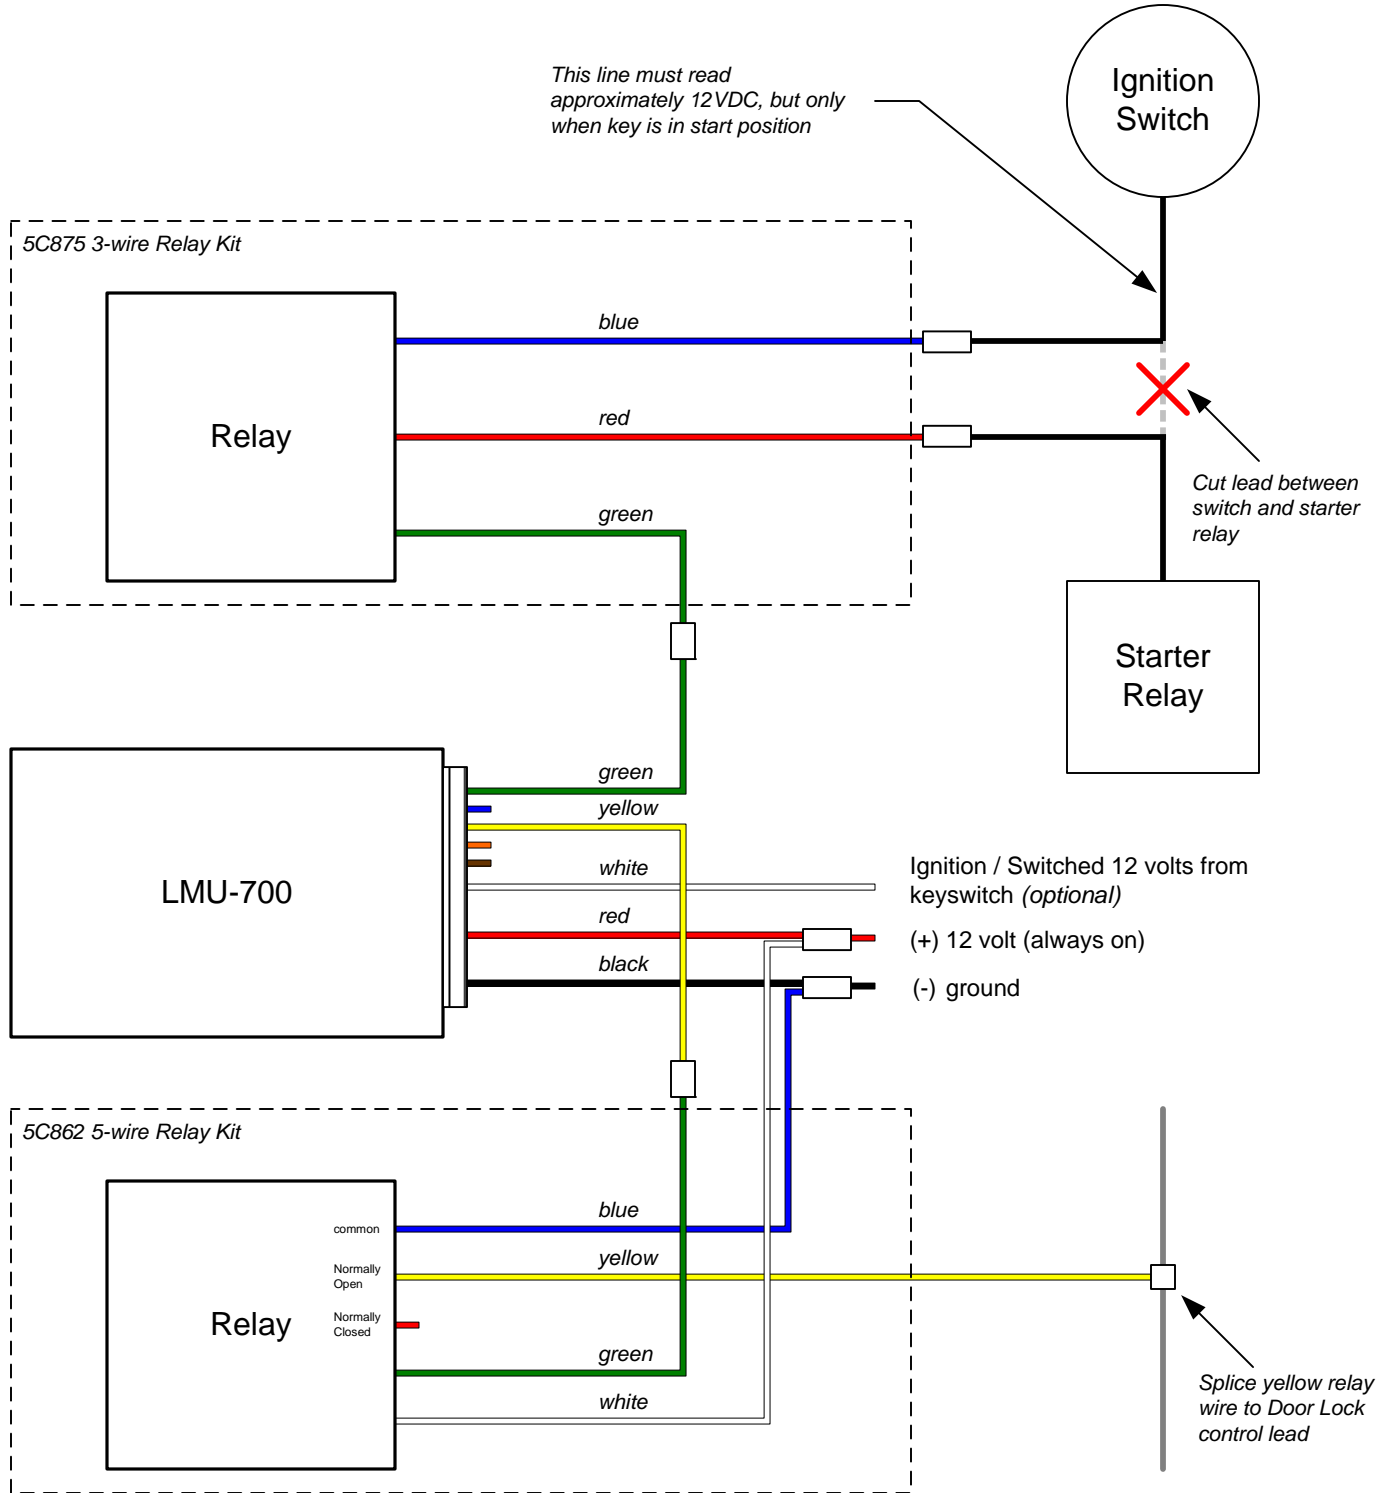 This line must read
approximately 12VDC, but only
when key is in start position
Ignition
Switch
5C875 3-wire Relay Kit
blue
Relay
red
green
Cut lead between
switch and starter
relay
Starter
Relay
green
yellow
LMU-700
white
Ignition / Switched 12 volts from
keyswitch (optional)
red
(+) 12 volt (always on)
black
(-) ground
5C862 5-wire Relay Kit
blue
common
yellow
Normally
Open
Relay
Normally
Closed
green
white
Splice yellow relay
wire to Door Lock
control lead